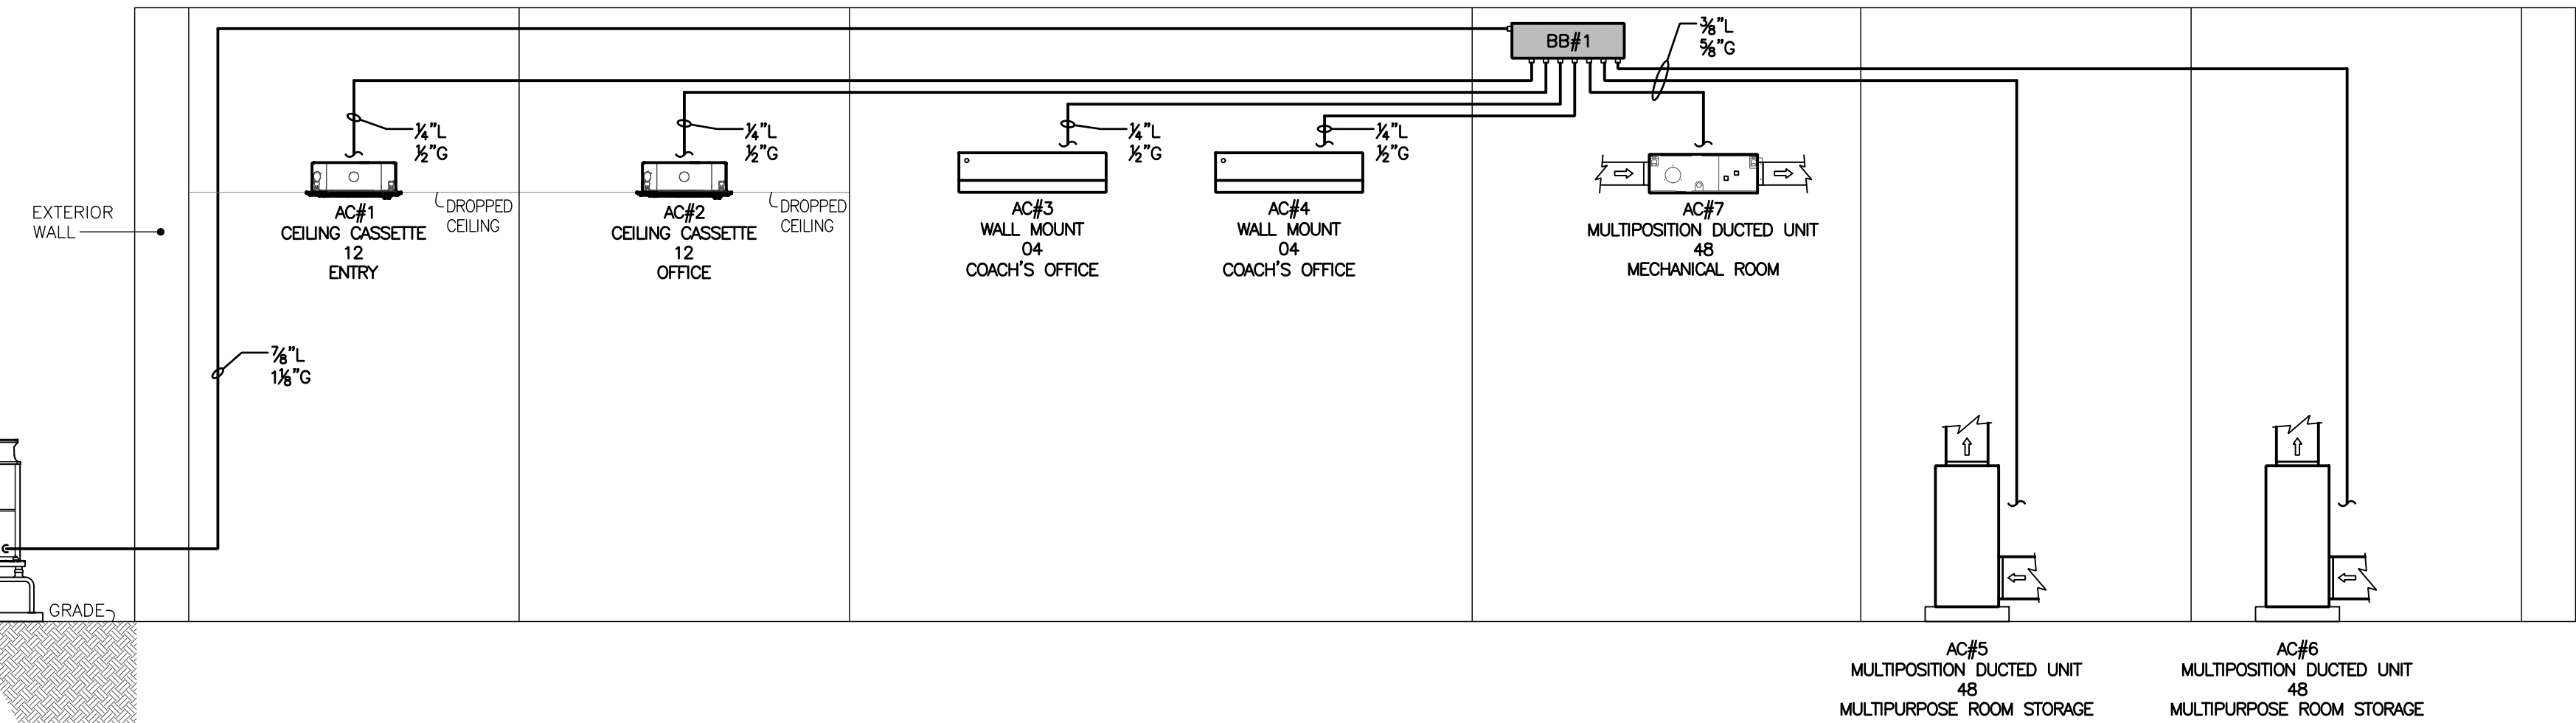 BB#1
⅜"L
⅝"G
¼"L
½"G
¼"L
½"G
¼"L
½"G
¼"L
½"G
EXTERIOR
WALL
DROPPED
CEILING
DROPPED
CEILING
AC#1
CEILING CASSETTE
12
ENTRY
AC#2
CEILING CASSETTE
12
OFFICE
AC#3
WALL MOUNT
04
COACH'S OFFICE
AC#4
WALL MOUNT
04
COACH'S OFFICE
AC#7
MULTIPOSITION DUCTED UNIT
48
MECHANICAL ROOM
⅞"L
1⅛"G
GRADE
AC#5
MULTIPOSITION DUCTED UNIT
48
MULTIPURPOSE ROOM STORAGE
AC#6
MULTIPOSITION DUCTED UNIT
48
MULTIPURPOSE ROOM STORAGE